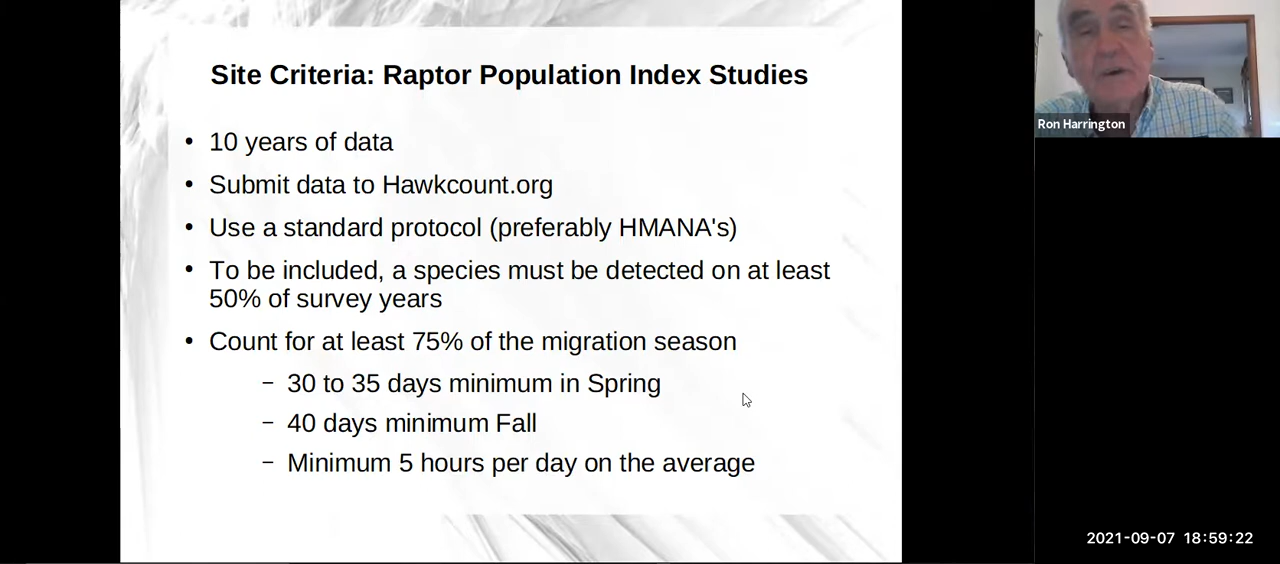 Site Criteria: Raptor Population Index Studies
• 10 years of data
• Submit data to Hawkcount.org
• Use a standard protocol (preferably HMANA's)
• To be included, a species must be detected on at least
50% of survey years
• Count for at least 75% of the migration season
– 30 to 35 days minimum in Spring
– 40 days minimum Fall
– Minimum 5 hours per day on the average
Ron Harrington
2021-09-07 18:59:22